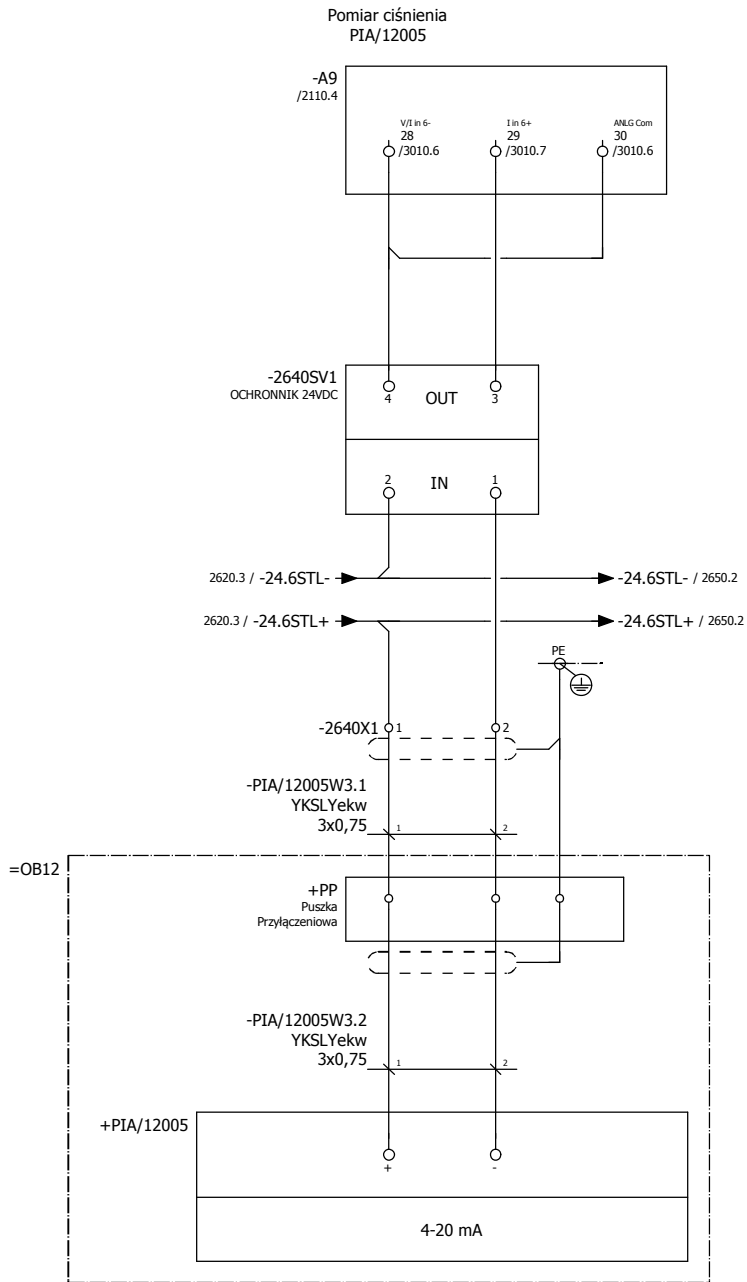 Pomiar ciśnienia
PIA/12005
-A9
/2110.4
V/I in 6-
28
/3010.6
I in 6+
29
/3010.7
ANLG Com
30
/3010.6
-2640SV1
OCHRONNIK 24VDC
4
OUT
3
2
IN
1
2620.3 / -24.6STL-
-24.6STL- / 2650.2
2620.3 / -24.6STL+
-24.6STL+ / 2650.2
PE
-2640X1
1
2
-PIA/12005W3.1
YKSLYekw
3x0,75
1
2
=OB12
+PP
Puszka
Przyłączeniowa
-PIA/12005W3.2
YKSLYekw
3x0,75
1
2
+PIA/12005
+
-
4-20 mA